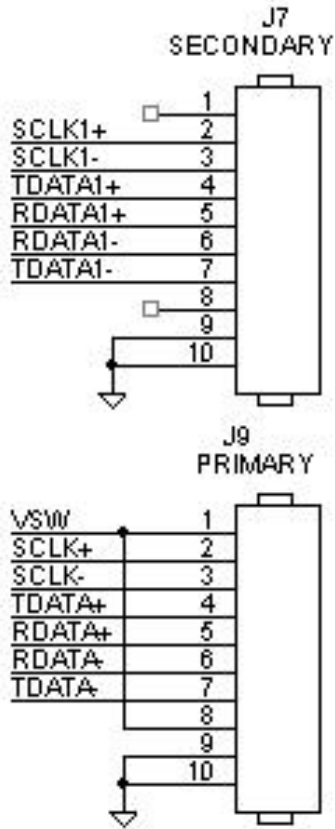 J7
SECONDARY
1
SCLK1+ 2
SCLK1- 3
TDATA1+ 4
RDATA1+ 5
RDATA1- 6
TDATA1- 7
8
9
10
J9
PRIMARY
VSW 1
SCLK+ 2
SCLK- 3
TDATA+ 4
RDATA+ 5
RDATA- 6
TDATA- 7
8
9
10